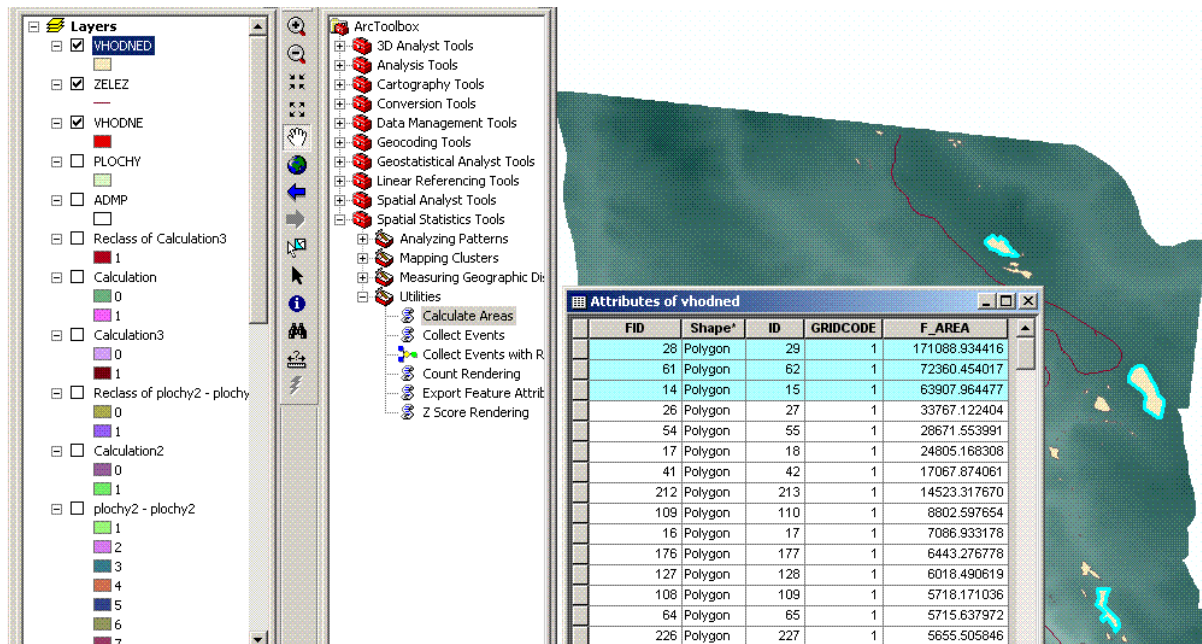 Layers
VHODNED
ZELEZ
VHODNE
PLOCHY
ADMP
Reclass of Calculation3
1
Calculation
0
1
Calculation3
0
1
Reclass of plochy2 - plochy
0
1
Calculation2
0
1
plochy2 - plochy2
1
2
3
4
5
6
7
ArcToolbox
3D Analyst Tools
Analysis Tools
Cartography Tools
Conversion Tools
Data Management Tools
Geocoding Tools
Geostatistical Analyst Tools
Linear Referencing Tools
Spatial Analyst Tools
Spatial Statistics Tools
Analyzing Patterns
Mapping Clusters
Measuring Geographic Di
Utilities
Calculate Areas
Collect Events
Collect Events with R
Count Rendering
Export Feature Attrib
Z Score Rendering
Attributes of vhodned
FID Shape* ID GRIDCODE F_AREA
28 Polygon 29 1 171088.934416
61 Polygon 62 1 72360.454017
14 Polygon 15 1 63907.964477
26 Polygon 27 1 33767.122404
54 Polygon 55 1 28671.553991
17 Polygon 18 1 24805.168308
41 Polygon 42 1 17067.874061
212 Polygon 213 1 14523.317670
109 Polygon 110 1 8802.597654
16 Polygon 17 1 7086.933178
176 Polygon 177 1 6443.276778
127 Polygon 128 1 6018.490619
108 Polygon 109 1 5718.171036
64 Polygon 65 1 5715.637972
226 Polygon 227 1 5655.505846